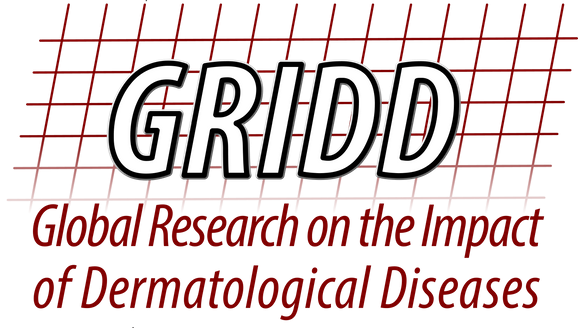 GRIDD
Global Research on the Impact
of Dermatological Diseases